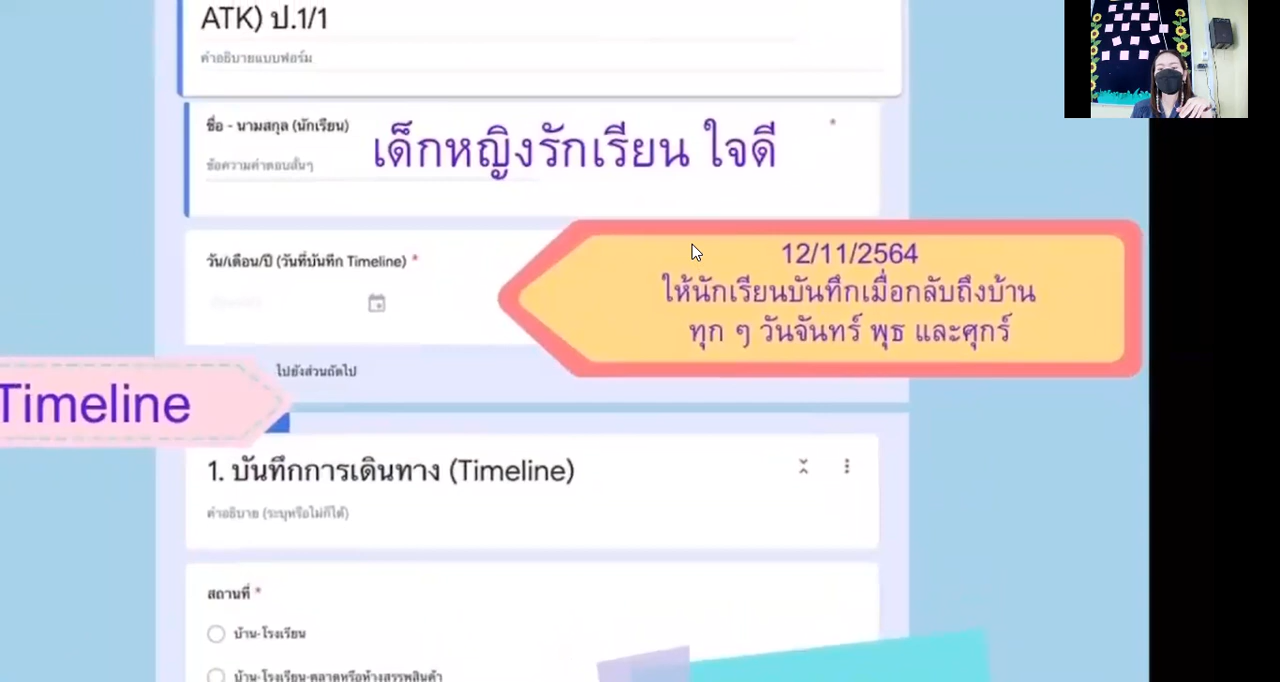 ATK) ป.1/1
คำอธิบายแบบฟอร์ม
ชื่อ - นามสกุล (นักเรียน)
*
เด็กหญิงรักเรียน ใจดี
ข้อความคำตอบสั้นๆ
วัน/เดือน/ปี (วันที่บันทึก Timeline) *
12/11/2564
ให้นักเรียนบันทึกเมื่อกลับถึงบ้าน
ทุก ๆ วันจันทร์ พุธ และศุกร์
ไปยังส่วนถัดไป
Timeline
1. บันทึกการเดินทาง (Timeline)
คำอธิบาย (ระบุหรือไม่ก็ได้)
สถานที่ *
บ้าน-โรงเรียน
บ้าน-โรงเรียน-ตลาดหรือห้างสรรพสินค้า